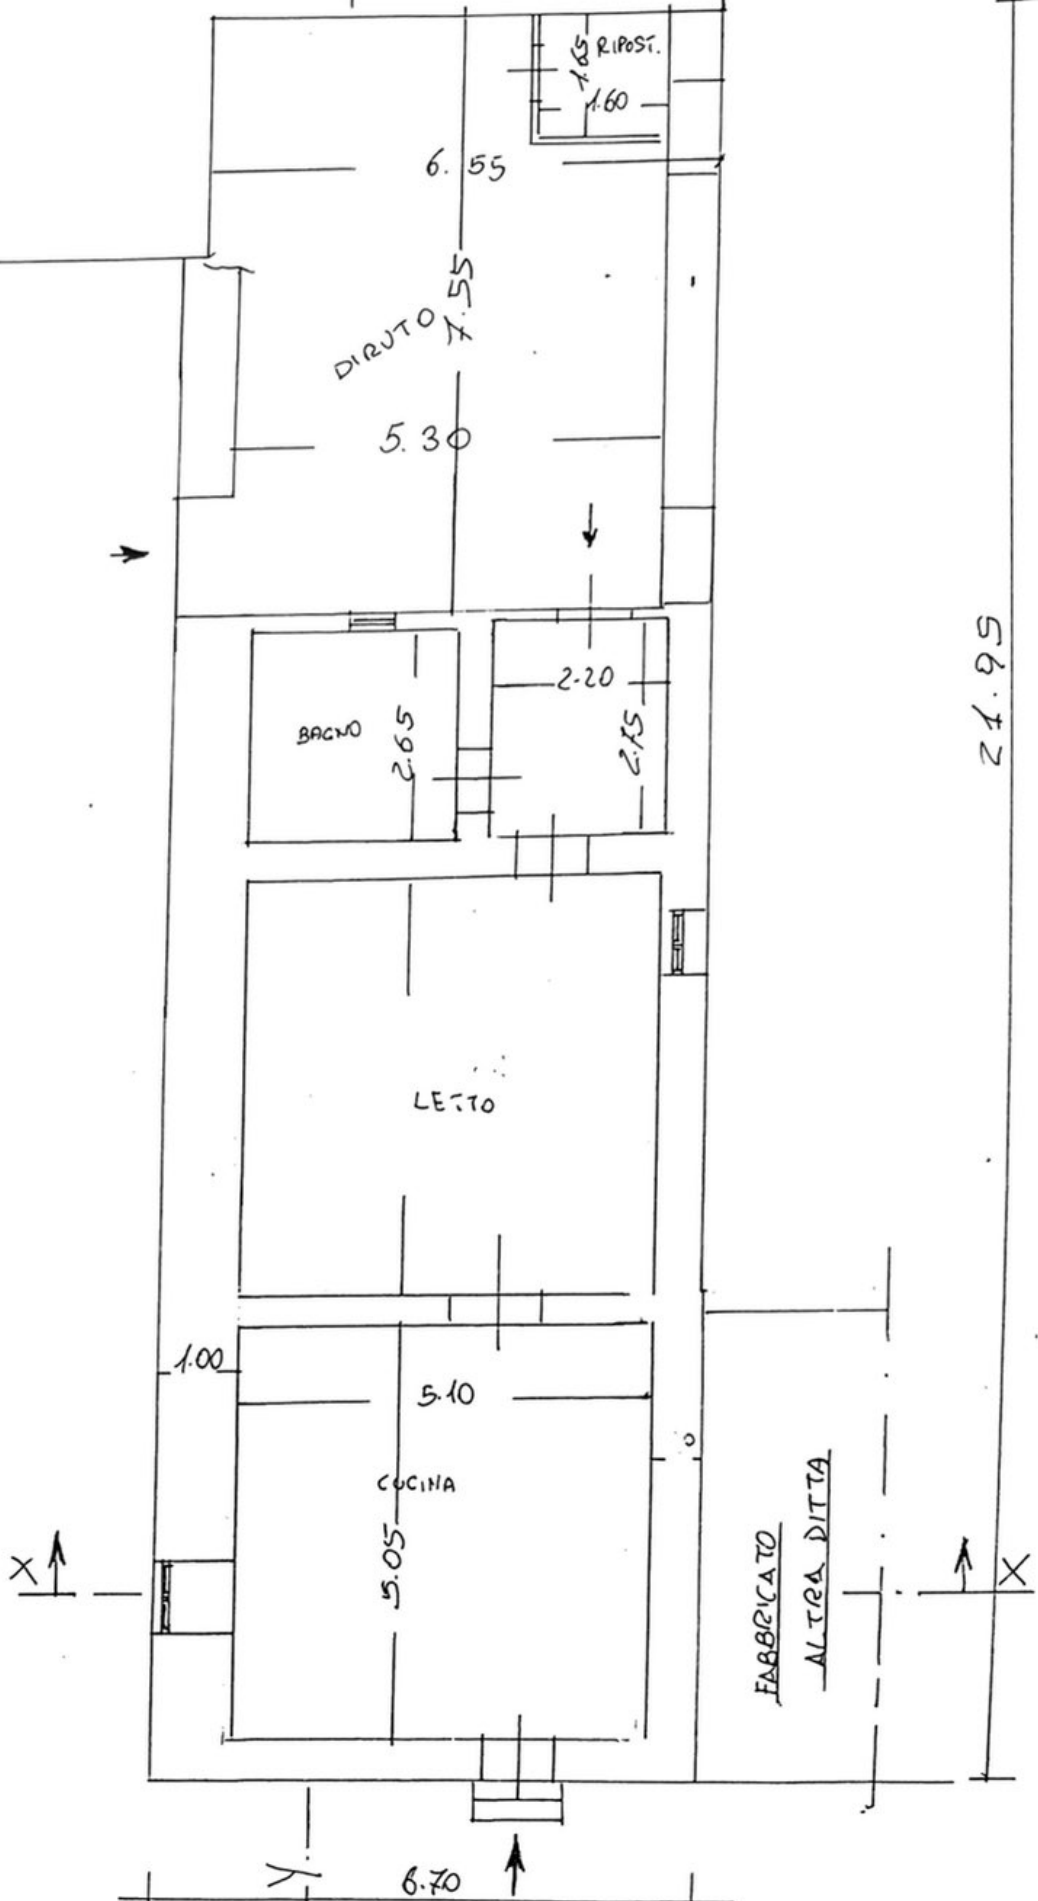 1.65
RIPOST.
1.60
6.55
7.55
DIRUTO
5.30
2.20
BAGNO
2.65
2.75
21.95
LETTO
1.00
5.10
CUCINA
5.05
FABBRICATO
ALTRA DITTA
X
X
Y
6.70